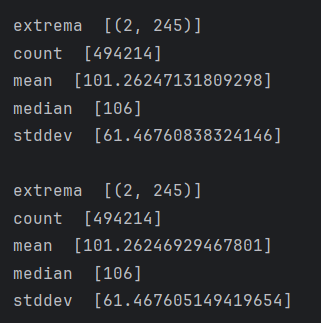 extrema  [(2, 245)]
count  [494214]
mean  [101.26247131809298]
median  [106]
stddev  [61.46760838324146]

extrema  [(2, 245)]
count  [494214]
mean  [101.26246929467801]
median  [106]
stddev  [61.467605149419654]